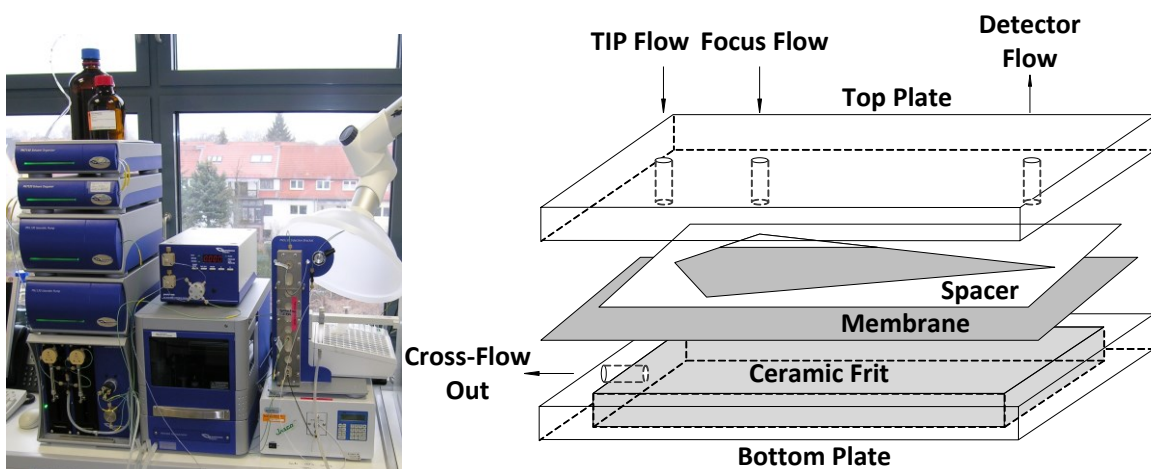 TIP Flow Focus Flow
Detector
Flow
Top Plate
Spacer
Membrane
Cross-Flow
Out
Ceramic Frit
Bottom Plate